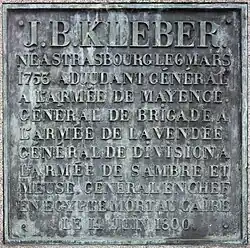 J.B.KLEBER
NÉ A STRASBOURG LE 6 MARS
1753 ADJUDANT GÉNÉRAL
A L'ARMÉE DE MAYENCE
GÉNÉRAL DE BRIGADE A
L'ARMÉE DE LA VENDÉE
GÉNÉRAL DE DIVISION A
L'ARMÉE DE SAMBRE ET
MEUSE GÉNÉRAL EN CHEF
EN EGYPTE MORT AU CAIRE
LE 14 JUIN 1800